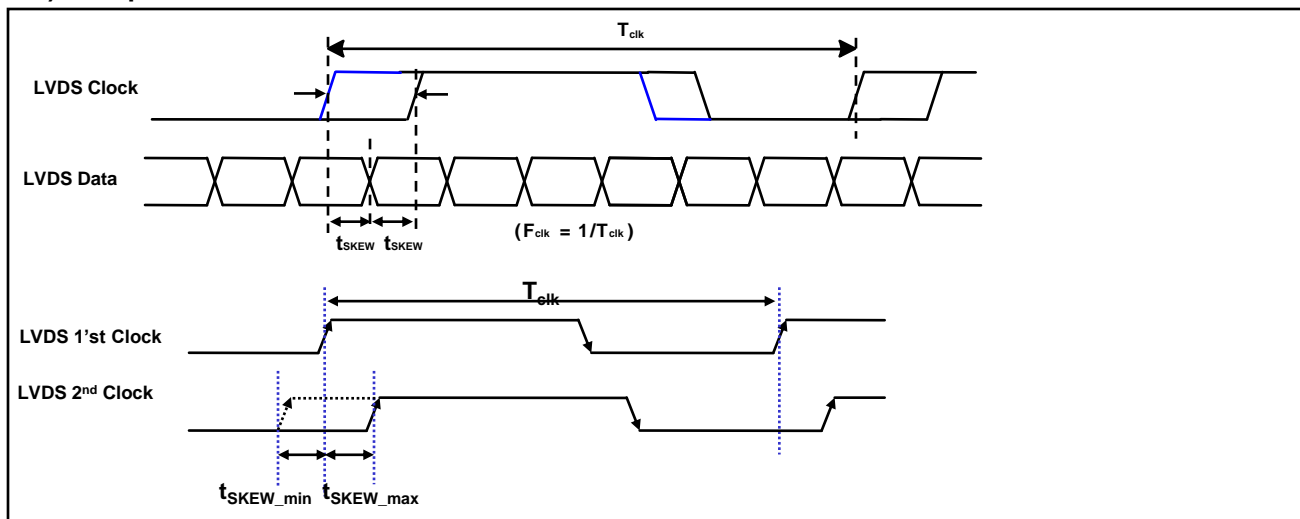 Tclk
LVDS Clock
LVDS Data
tSKEW tSKEW
(Fclk = 1/Tclk)
Tclk
LVDS 1'st Clock
LVDS 2nd Clock
tSKEW_min tSKEW_max